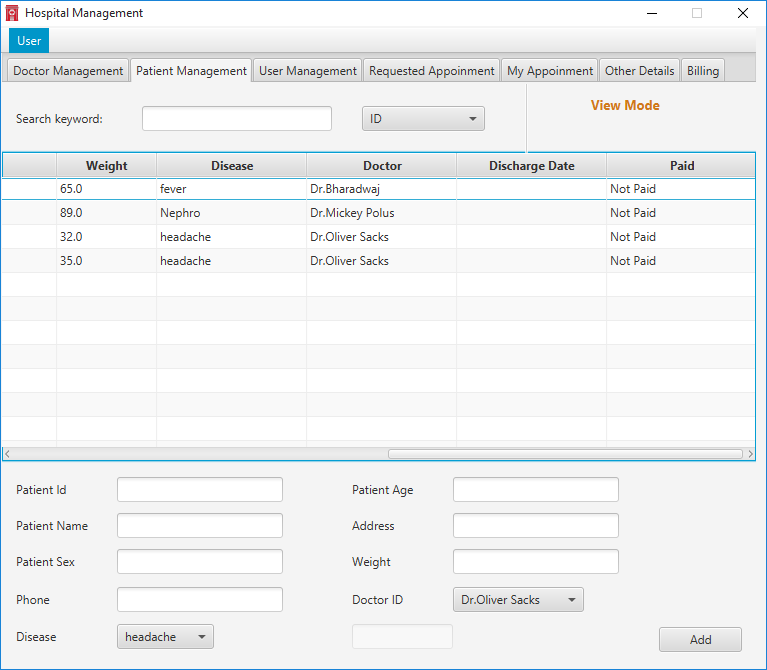 Hospital Management
User
Doctor Management Patient Management User Management Requested Appoinment My Appoinment Other Details Billing
Search keyword: ID View Mode
Weight Disease Doctor Discharge Date Paid
65.0 fever Dr.Bharadwaj Not Paid
89.0 Nephro Dr.Mickey Polus Not Paid
32.0 headache Dr.Oliver Sacks Not Paid
35.0 headache Dr.Oliver Sacks Not Paid
Patient Id Patient Age
Patient Name Address
Patient Sex Weight
Phone Doctor ID Dr.Oliver Sacks
Disease headache Add